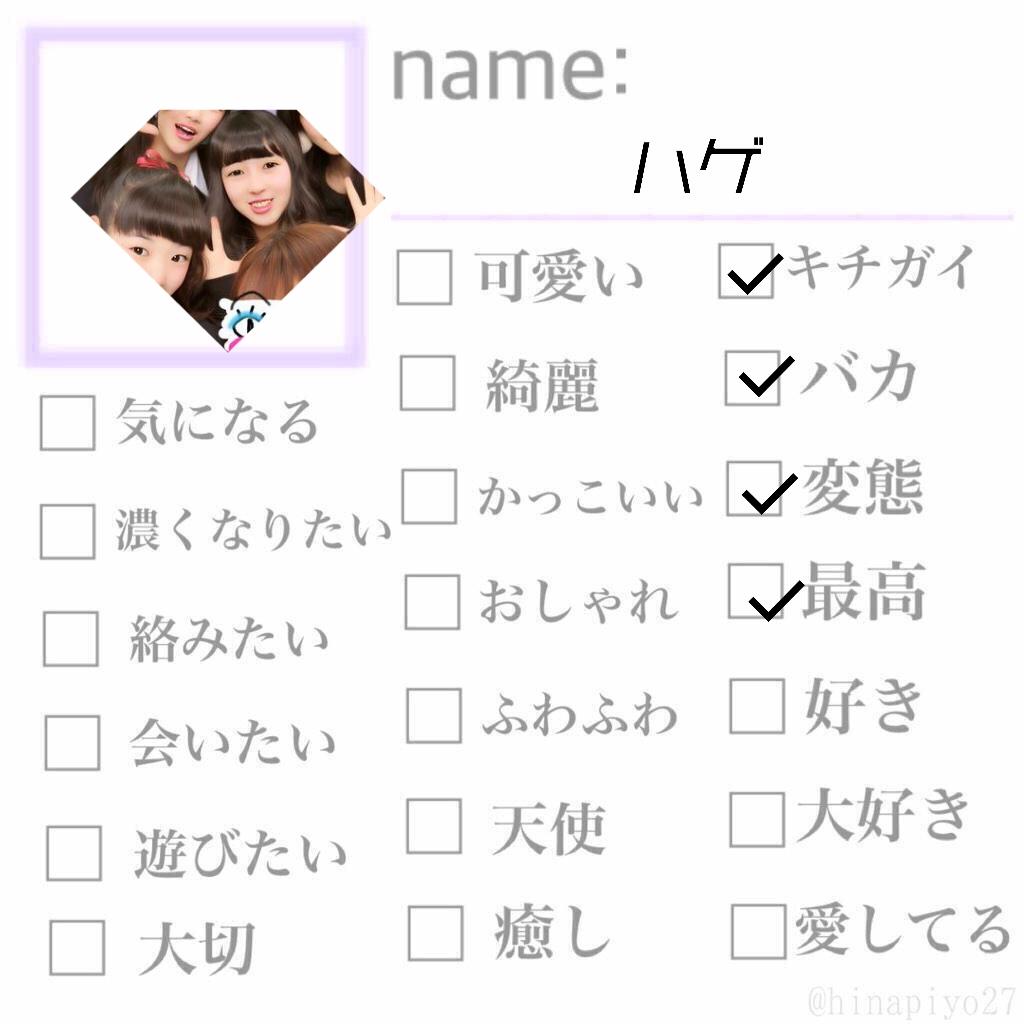 name:
ハゲ
可愛い
綺麗
かっこいい
おしゃれ
ふわふわ
天使
癒し
キチガイ
バカ
変態
最高
好き
大好き
愛してる
気になる
濃くなりたい
絡みたい
会いたい
遊びたい
大切
@hinapiyo27